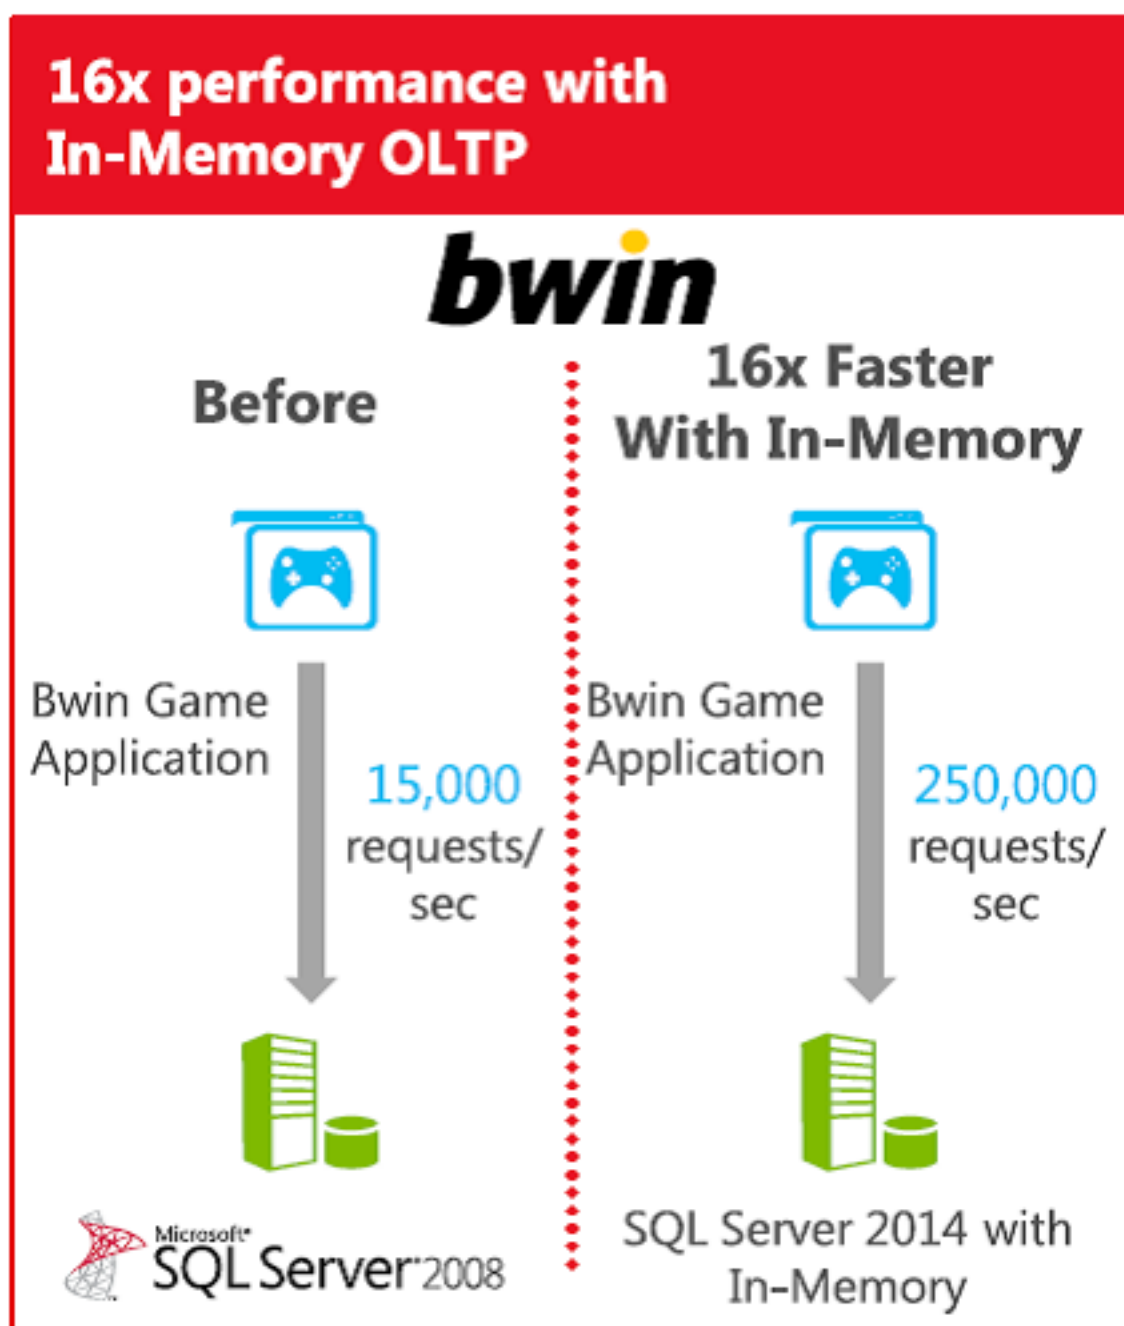 16x performance with
In-Memory OLTP
bwin
Before
16x Faster
With In-Memory
Bwin Game
Application
15,000
requests/
sec
Bwin Game
Application
250,000
requests/
sec
Microsoft®
SQL Server®2008
SQL Server 2014 with
In-Memory